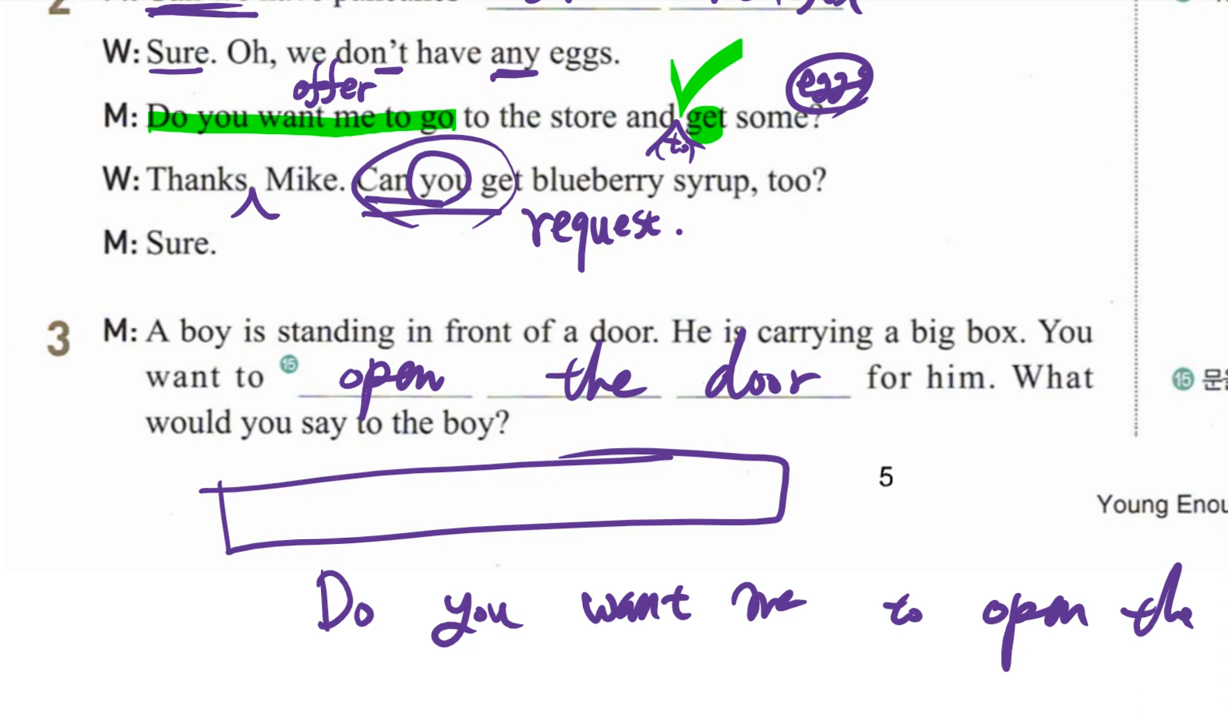 2 have pancakes
W: Sure. Oh, we don't have any eggs.
offer eggs
M: Do you want me to go to the store and get some?
(to)
W: Thanks, Mike. Can you get blueberry syrup, too?
request.
M: Sure.
3 M: A boy is standing in front of a door. He is carrying a big box. You
want to 15 open the door for him. What 15 문
would you say to the boy?
5
Young Enou
Do you want me to open the